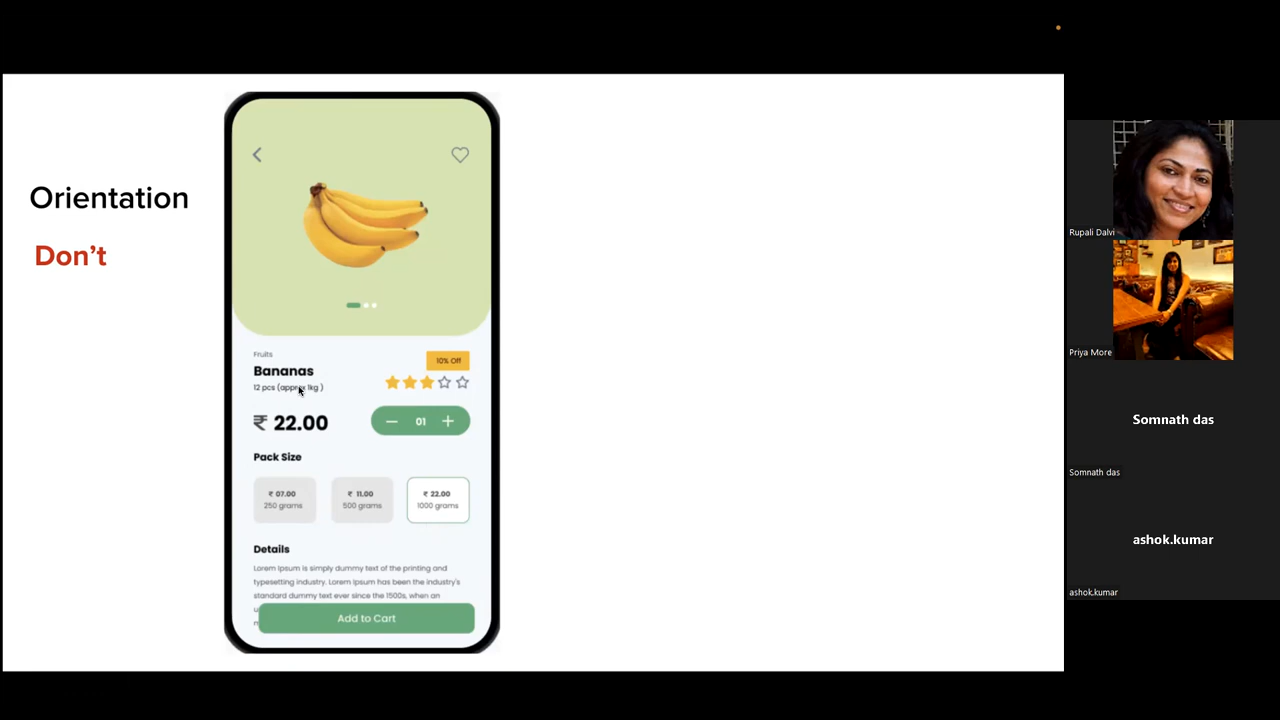 Orientation
Don't
Fruits
10% Off
Bananas
12 pcs (approx 1kg )
₹ 22.00
01
Pack Size
₹ 07.00
250 grams
₹ 11.00
500 grams
₹ 22.00
1000 grams
Details
Lorem Ipsum is simply dummy text of the printing and
typesetting industry. Lorem Ipsum has been the industry's
standard dummy text ever since the 1500s, when an
Add to Cart
Rupali Dalvi
Priya More
Somnath das
Somnath das
ashok.kumar
ashok.kumar